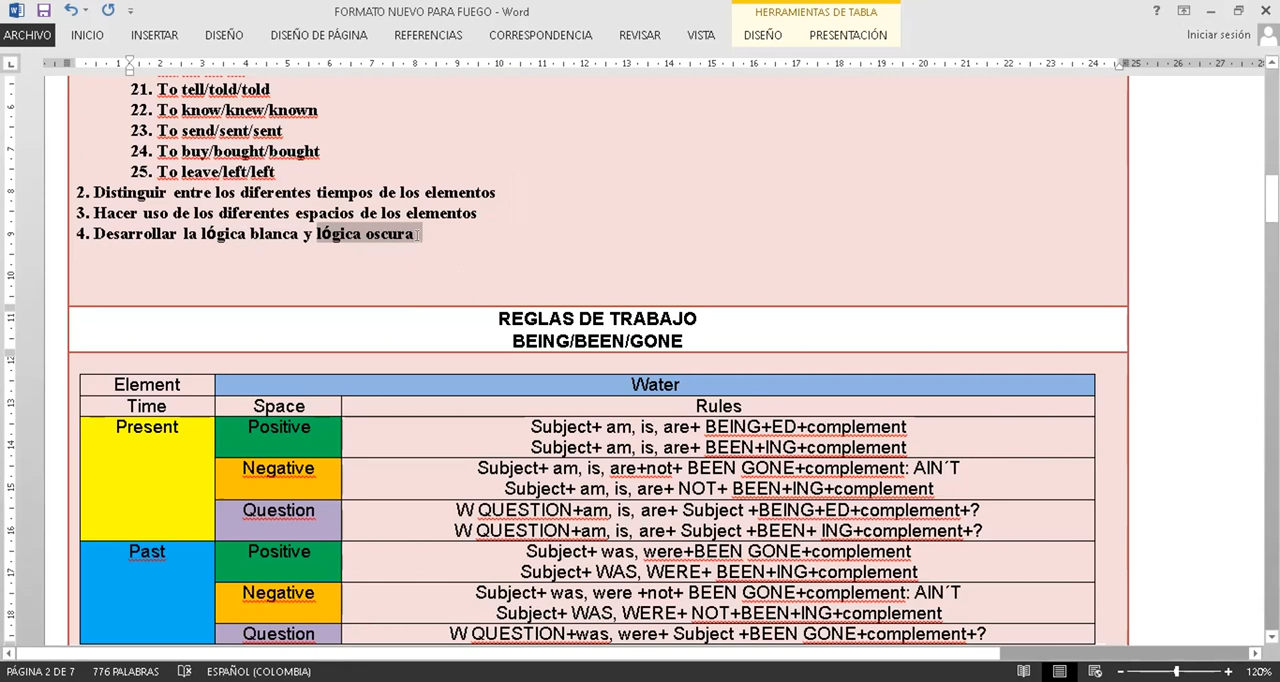 FORMATO NUEVO PARA FUEGO - Word
HERRAMIENTAS DE TABLA
ARCHIVO INICIO INSERTAR DISEÑO DISEÑO DE PÁGINA REFERENCIAS CORRESPONDENCIA REVISAR VISTA DISEÑO PRESENTACIÓN Iniciar sesión
21. To tell/told/told
22. To know/knew/known
23. To send/sent/sent
24. To buy/bought/bought
25. To leave/left/left
2. Distinguir entre los diferentes tiempos de los elementos
3. Hacer uso de los diferentes espacios de los elementos
4. Desarrollar la lógica blanca y lógica oscura
REGLAS DE TRABAJO
BEING/BEEN/GONE
Element Water
Time Space Rules
Present Positive Subject+ am, is, are+ BEING+ED+complement
Subject+ am, is, are+ BEEN+ING+complement
Negative Subject+ am, is, are+not+ BEEN GONE+complement: AIN´T
Subject+ am, is, are+ NOT+ BEEN+ING+complement
Question W QUESTION+am, is, are+ Subject +BEING+ED+complement+?
W QUESTION+am, is, are+ Subject +BEEN+ ING+complement+?
Past Positive Subject+ was, were+BEEN GONE+complement
Subject+ WAS, WERE+ BEEN+ING+complement
Negative Subject+ was, were +not+ BEEN GONE+complement: AIN´T
Subject+ WAS, WERE+ NOT+BEEN+ING+complement
Question W QUESTION+was, were+ Subject +BEEN GONE+complement+?
PÁGINA 2 DE 7 776 PALABRAS ESPAÑOL (COLOMBIA) 120%